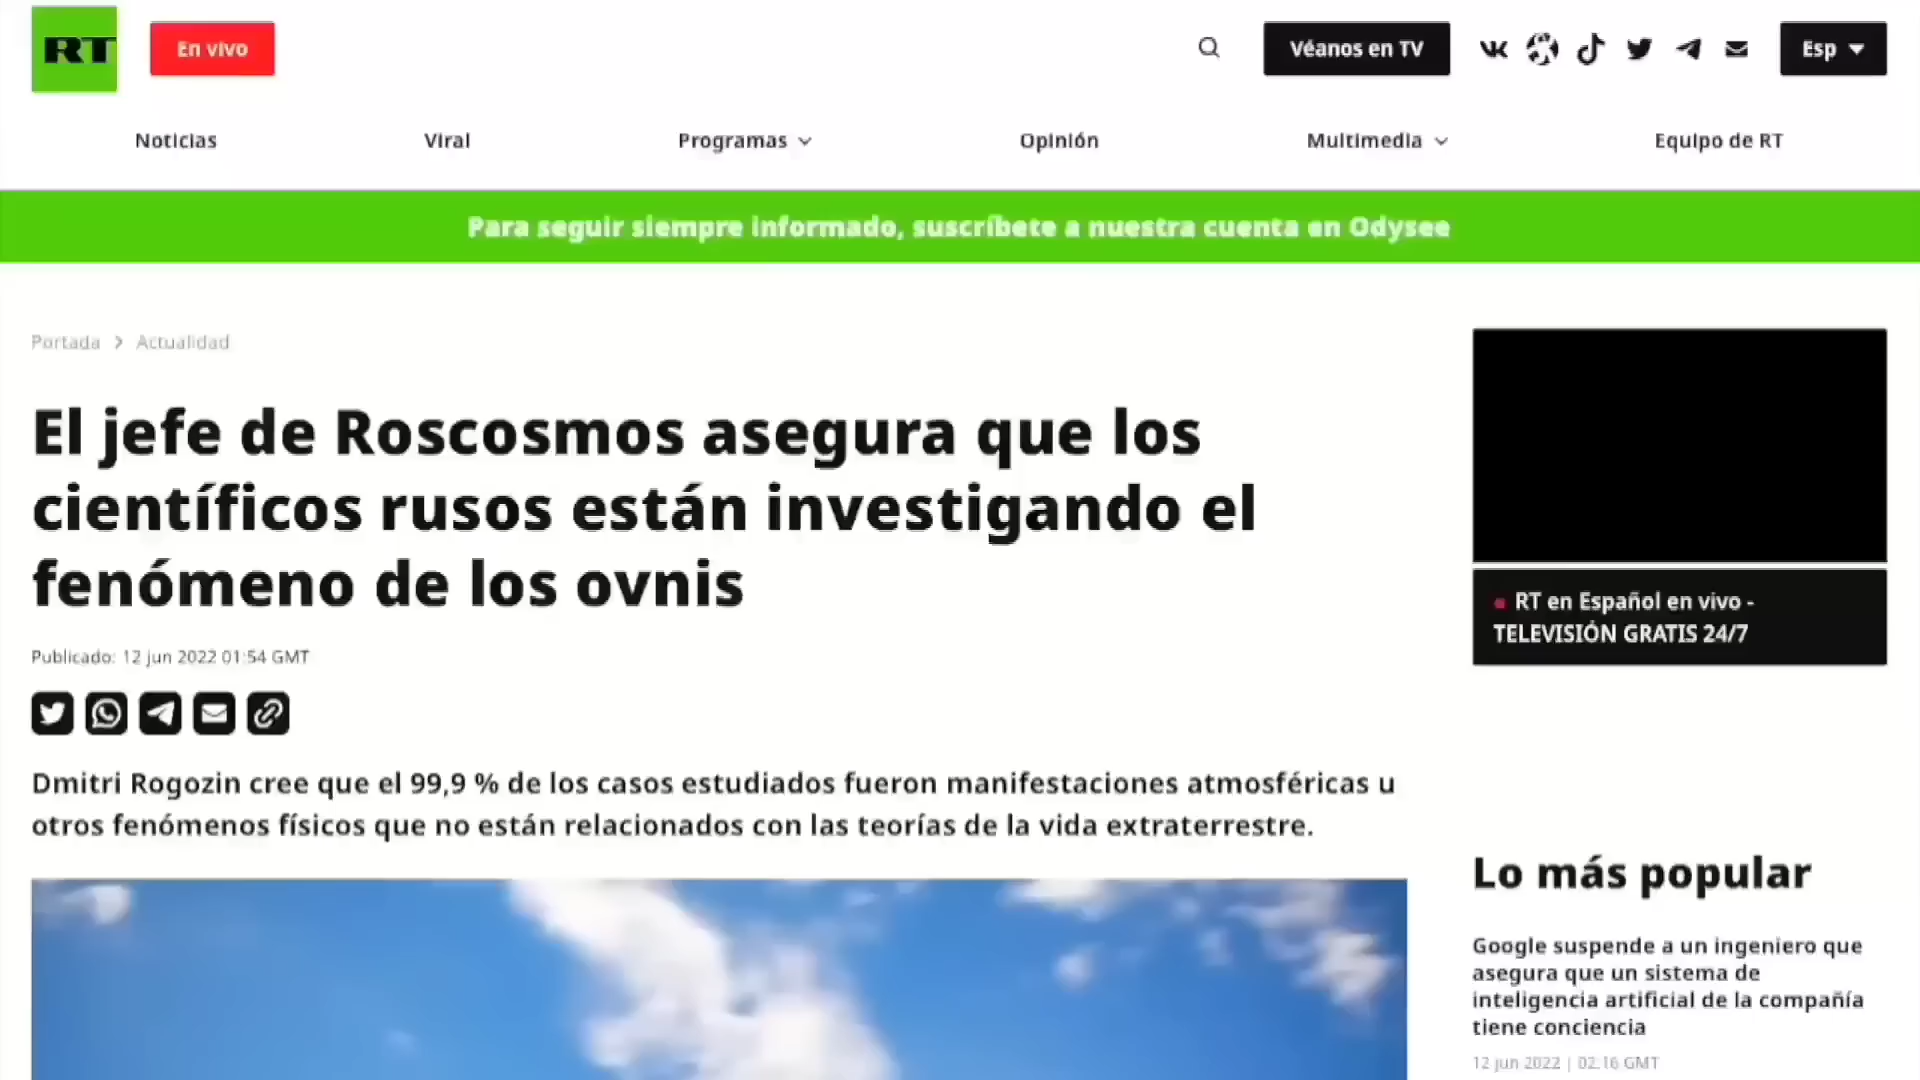 RT
En vivo
Véanos en TV
Esp
Noticias
Viral
Programas
Opinión
Multimedia
Equipo de RT
Para seguir siempre informado, suscríbete a nuestra cuenta en Odysee
Portada
Actualidad
El jefe de Roscosmos asegura que los
científicos rusos están investigando el
fenómeno de los ovnis
Publicado: 12 jun 2022 01:54 GMT
Dmitri Rogozin cree que el 99,9 % de los casos estudiados fueron manifestaciones atmosféricas u
otros fenómenos físicos que no están relacionados con las teorías de la vida extraterrestre.
RT en Español en vivo -
TELEVISIÓN GRATIS 24/7
Lo más popular
Google suspende a un ingeniero que
asegura que un sistema de
inteligencia artificial de la compañía
tiene conciencia
12 jun 2022 | 02:16 GMT